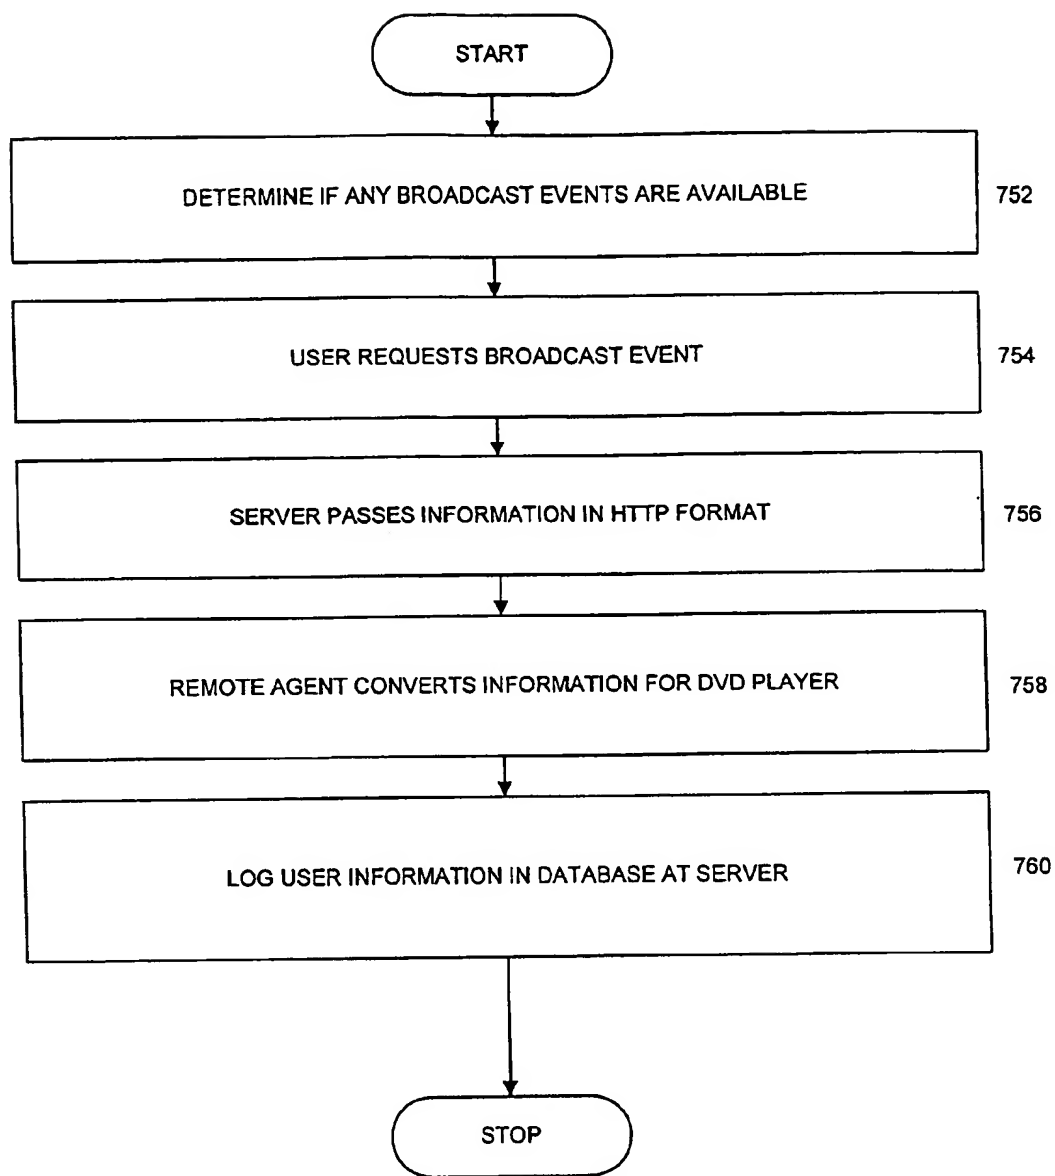 START
DETERMINE IF ANY BROADCAST EVENTS ARE AVAILABLE
752
USER REQUESTS BROADCAST EVENT
754
SERVER PASSES INFORMATION IN HTTP FORMAT
756
REMOTE AGENT CONVERTS INFORMATION FOR DVD PLAYER
758
LOG USER INFORMATION IN DATABASE AT SERVER
760
STOP